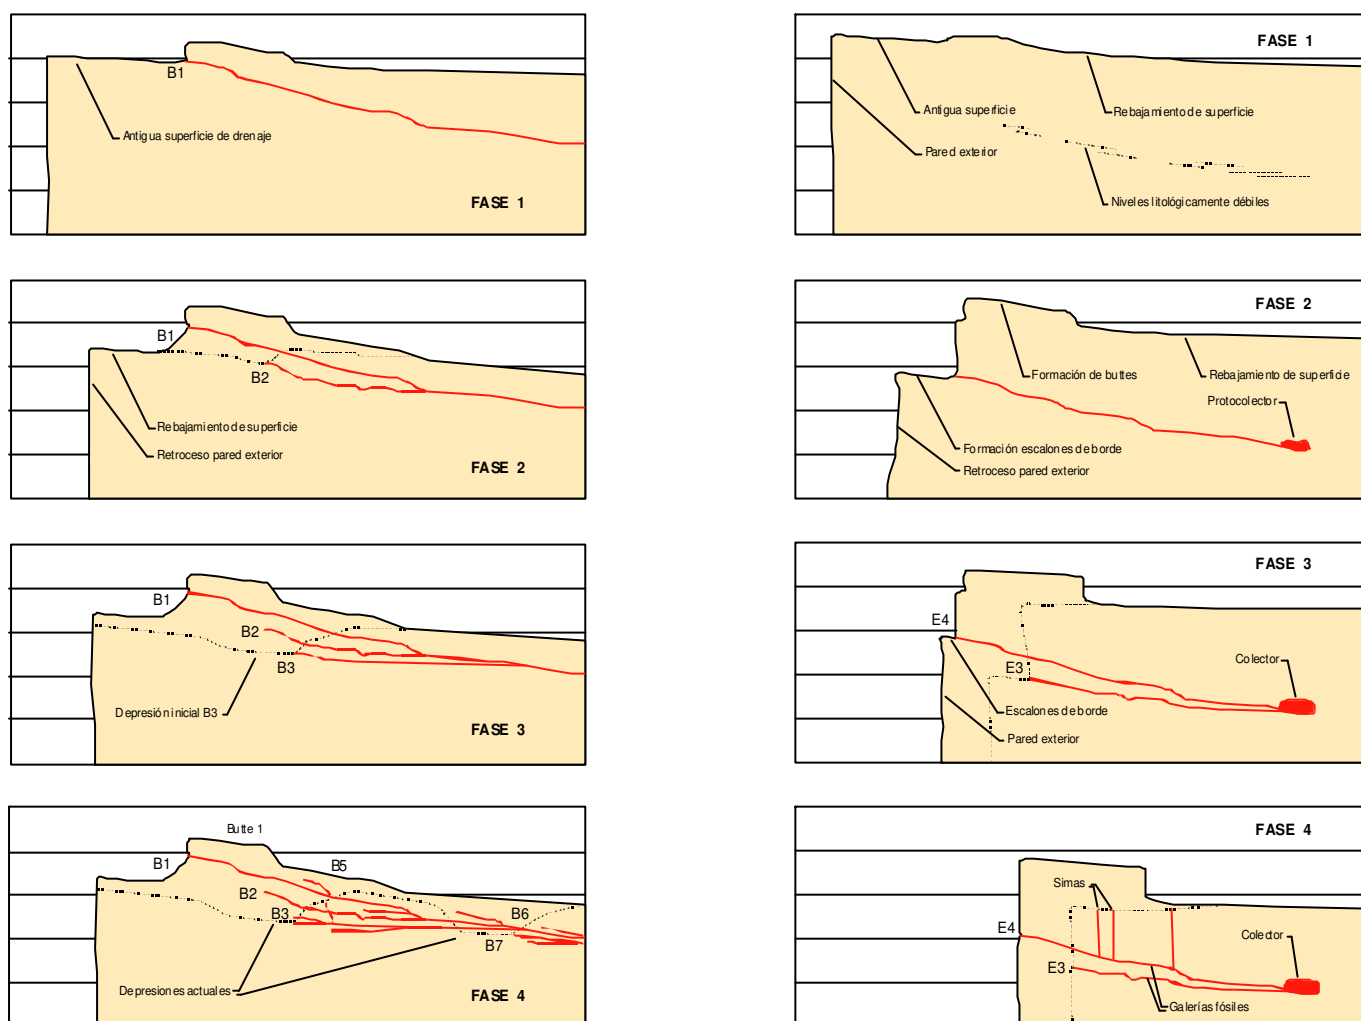 B1
Antigua superficie de drenaje
FASE 1
FASE 1
Antigua superficie
Rebajamiento de superficie
Pared exterior
Niveles litológicamente débiles
B1
B2
Rebajamiento de superficie
Retroceso pared exterior
FASE 2
FASE 2
Formación de buttes
Rebajamiento de superficie
Protocolector
Formación escalones de borde
Retroceso pared exterior
B1
B2
B3
Depresión inicial B3
FASE 3
FASE 3
E4
E3
Colector
Escalones de borde
Pared exterior
Butte 1
B1
B5
B2
B3
B6
B7
Depresiones actuales
FASE 4
FASE 4
Simas
E4
Colector
E3
Galerías fósiles